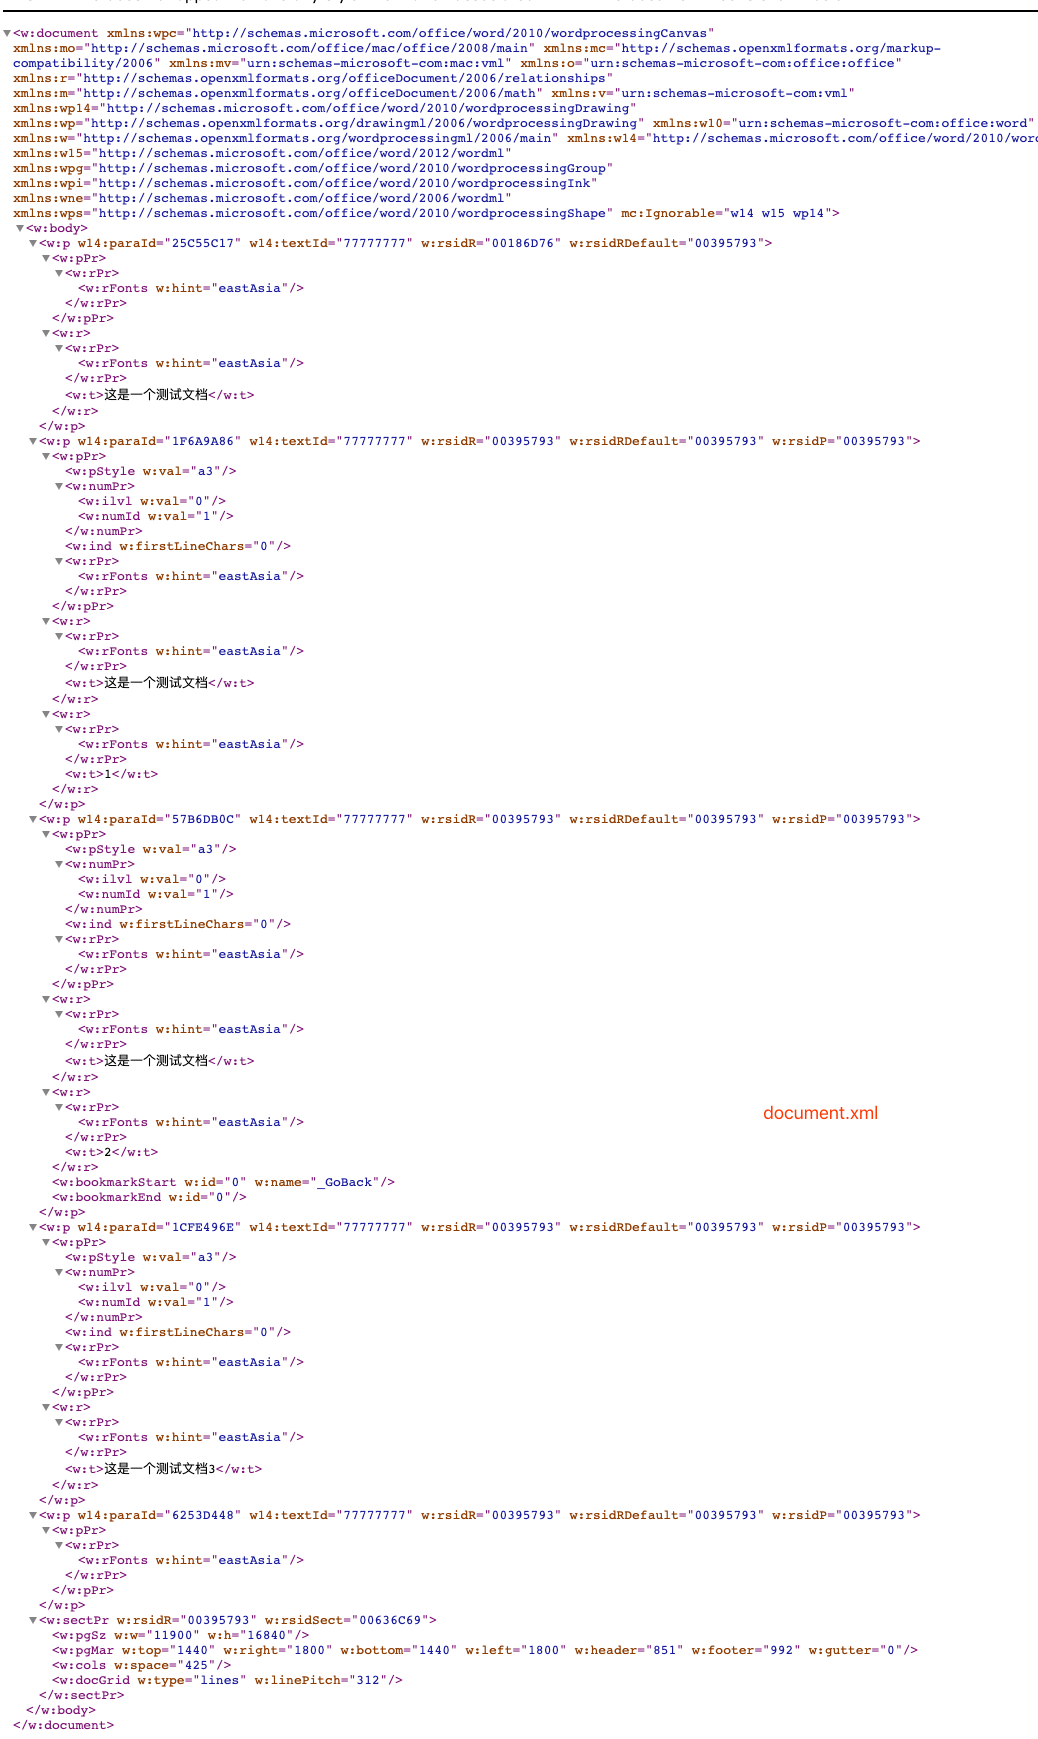 <w:document xmlns:wpc="http://schemas.microsoft.com/office/word/2010/wordprocessingCanvas"
xmlns:mo="http://schemas.microsoft.com/office/mac/office/2008/main" xmlns:mc="http://schemas.openxmlformats.org/markup-
compatibility/2006" xmlns:mv="urn:schemas-microsoft-com:mac:vml" xmlns:o="urn:schemas-microsoft-com:office:office"
xmlns:r="http://schemas.openxmlformats.org/officeDocument/2006/relationships"
xmlns:m="http://schemas.openxmlformats.org/officeDocument/2006/math" xmlns:v="urn:schemas-microsoft-com:vml"
xmlns:wp14="http://schemas.microsoft.com/office/word/2010/wordprocessingDrawing"
xmlns:wp="http://schemas.openxmlformats.org/drawingml/2006/wordprocessingDrawing" xmlns:w10="urn:schemas-microsoft-com:office:word"
xmlns:w="http://schemas.openxmlformats.org/wordprocessingml/2006/main" xmlns:w14="http://schemas.microsoft.com/office/word/2010/wor
xmlns:w15="http://schemas.microsoft.com/office/word/2012/wordml"
xmlns:wpg="http://schemas.microsoft.com/office/word/2010/wordprocessingGroup"
xmlns:wpi="http://schemas.microsoft.com/office/word/2010/wordprocessingInk"
xmlns:wne="http://schemas.microsoft.com/office/word/2006/wordml"
xmlns:wps="http://schemas.microsoft.com/office/word/2010/wordprocessingShape" mc:Ignorable="w14 w15 wp14">
<w:body>
<w:p w14:paraId="25C55C17" w14:textId="77777777" w:rsidR="00186D76" w:rsidRDefault="00395793">
<w:pPr>
<w:rPr>
<w:rFonts w:hint="eastAsia"/>
</w:rPr>
</w:pPr>
<w:r>
<w:rPr>
<w:rFonts w:hint="eastAsia"/>
</w:rPr>
<w:t>这是一个测试文档</w:t>
</w:r>
</w:p>
<w:p w14:paraId="1F6A9A86" w14:textId="77777777" w:rsidR="00395793" w:rsidRDefault="00395793" w:rsidP="00395793">
<w:pPr>
<w:pStyle w:val="a3"/>
<w:numPr>
<w:ilvl w:val="0"/>
<w:numId w:val="1"/>
</w:numPr>
<w:ind w:firstLineChars="0"/>
<w:rPr>
<w:rFonts w:hint="eastAsia"/>
</w:rPr>
</w:pPr>
<w:r>
<w:rPr>
<w:rFonts w:hint="eastAsia"/>
</w:rPr>
<w:t>这是一个测试文档</w:t>
</w:r>
<w:r>
<w:rPr>
<w:rFonts w:hint="eastAsia"/>
</w:rPr>
<w:t>1</w:t>
</w:r>
</w:p>
<w:p w14:paraId="57B6DB0C" w14:textId="77777777" w:rsidR="00395793" w:rsidRDefault="00395793" w:rsidP="00395793">
<w:pPr>
<w:pStyle w:val="a3"/>
<w:numPr>
<w:ilvl w:val="0"/>
<w:numId w:val="1"/>
</w:numPr>
<w:ind w:firstLineChars="0"/>
<w:rPr>
<w:rFonts w:hint="eastAsia"/>
</w:rPr>
</w:pPr>
<w:r>
<w:rPr>
<w:rFonts w:hint="eastAsia"/>
</w:rPr>
<w:t>这是一个测试文档</w:t>
</w:r>
<w:r>
<w:rPr>
document.xml
<w:rFonts w:hint="eastAsia"/>
</w:rPr>
<w:t>2</w:t>
</w:r>
<w:bookmarkStart w:id="0" w:name="_GoBack"/>
<w:bookmarkEnd w:id="0"/>
</w:p>
<w:p w14:paraId="1CFE496E" w14:textId="77777777" w:rsidR="00395793" w:rsidRDefault="00395793" w:rsidP="00395793">
<w:pPr>
<w:pStyle w:val="a3"/>
<w:numPr>
<w:ilvl w:val="0"/>
<w:numId w:val="1"/>
</w:numPr>
<w:ind w:firstLineChars="0"/>
<w:rPr>
<w:rFonts w:hint="eastAsia"/>
</w:rPr>
</w:pPr>
<w:r>
<w:rPr>
<w:rFonts w:hint="eastAsia"/>
</w:rPr>
<w:t>这是一个测试文档3</w:t>
</w:r>
</w:p>
<w:p w14:paraId="6253D448" w14:textId="77777777" w:rsidR="00395793" w:rsidRDefault="00395793" w:rsidP="00395793">
<w:pPr>
<w:rPr>
<w:rFonts w:hint="eastAsia"/>
</w:rPr>
</w:pPr>
</w:p>
<w:sectPr w:rsidR="00395793" w:rsidSect="00636C69">
<w:pgSz w:w="11900" w:h="16840"/>
<w:pgMar w:top="1440" w:right="1800" w:bottom="1440" w:left="1800" w:header="851" w:footer="992" w:gutter="0"/>
<w:cols w:space="425"/>
<w:docGrid w:type="lines" w:linePitch="312"/>
</w:sectPr>
</w:body>
</w:document>